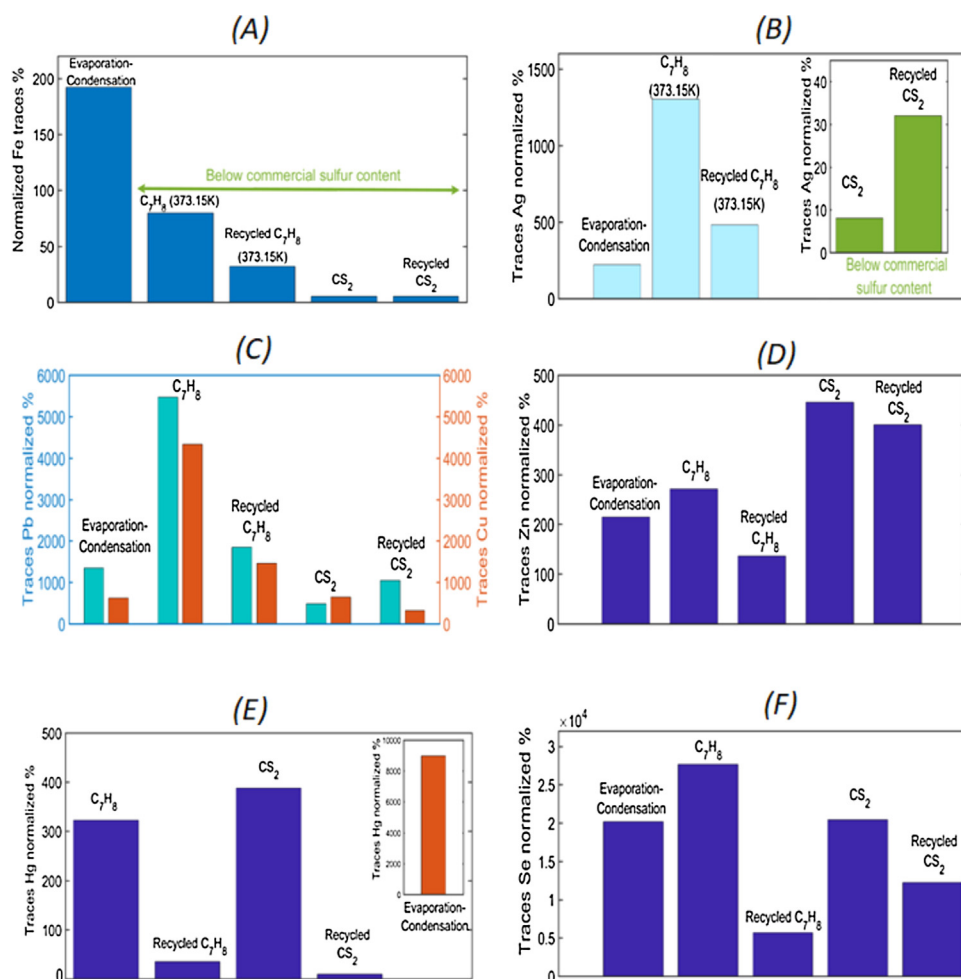 (A)
Normalized Fe traces %
200
150
100
50
0
Evaporation-
Condensation
Below commercial sulfur content
C7H8 (373.15K)
Recycled C7H8
(373.15K)
CS2
Recycled
CS2
(B)
Traces Ag normalized %
1500
1000
500
0
Evaporation-
Condensation
C7H8
(373.15K)
Recycled C7H8
(373.15K)
Traces Ag normalized %
40
30
20
10
0
CS2
Recycled
CS2
Below commercial
sulfur content
(C)
Traces Pb normalized %
6000
5000
4000
3000
2000
1000
0
Evaporation-
Condensation
C7H8
Recycled
C7H8
CS2
Recycled
CS2
6000
5000
4000
3000
2000
1000
0
Traces Cu normalized %
(D)
Traces Zn normalized %
500
400
300
200
100
0
Evaporation-
Condensation
C7H8
Recycled
C7H8
CS2
Recycled
CS2
(E)
Traces Hg normalized %
500
400
300
200
100
0
C7H8
Recycled C7H8
CS2
Recycled
CS2
Traces Hg normalized %
10000
8000
6000
4000
2000
0
Evaporation-
Condensation
(F)
×10⁴
Traces Se normalized %
3
2.5
2
1.5
1
0.5
0
Evaporation-
Condensation
C7H8
Recycled C7H8
CS2
Recycled
CS2